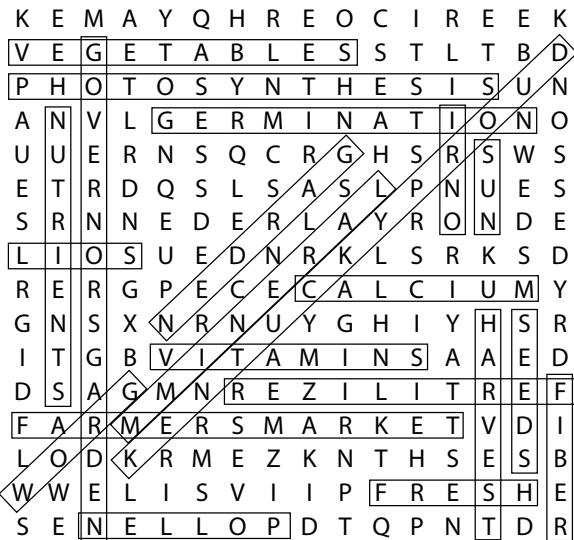 K E M A Y Q H R E O C I R E E K
V E G E T A B L E S S T L T B D
P H O T O S Y N T H E S I S U N
A N V L G E R M I N A T I O N O
U U E R N S Q C R G H S R S W S
E T R D Q S L S A S L P N U E S
S R N N E D E R L A Y R O N D E
L I O S U E D N R K L S R K S D
R E R G P E C E C A L C I U M Y
G N S X N R N U Y G H I Y H S R
I T G B V I T A M I N S A A E D
D S A G M N R E Z I L I T R E F
F A R M E R S M A R K E T V D I
L O D K R M E Z K N T H S E S B
W W E L I S V I I P F R E S H E
S E N E L L O P D T Q P N T D R